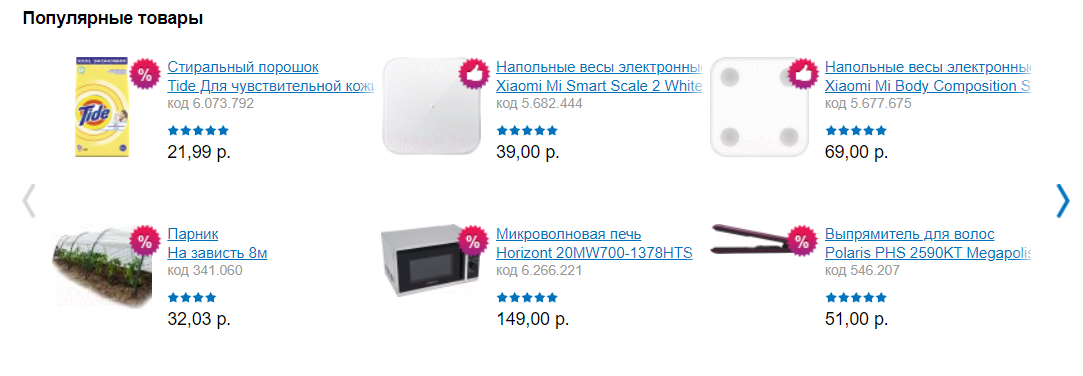 Популярные товары
Стиральный порошок
Tide Для чувствительной кожи
код 6.073.792
21,99 р.
Напольные весы электронные
Xiaomi Mi Smart Scale 2 White
код 5.682.444
39,00 р.
Напольные весы электронные
Xiaomi Mi Body Composition S
код 5.677.675
69,00 р.
Парник
На зависть 8м
код 341.060
32,03 р.
Микроволновая печь
Horizont 20MW700-1378HTS
код 6.266.221
149,00 р.
Выпрямитель для волос
Polaris PHS 2590KT Megapolis
код 546.207
51,00 р.
%
Tide
%
%
%